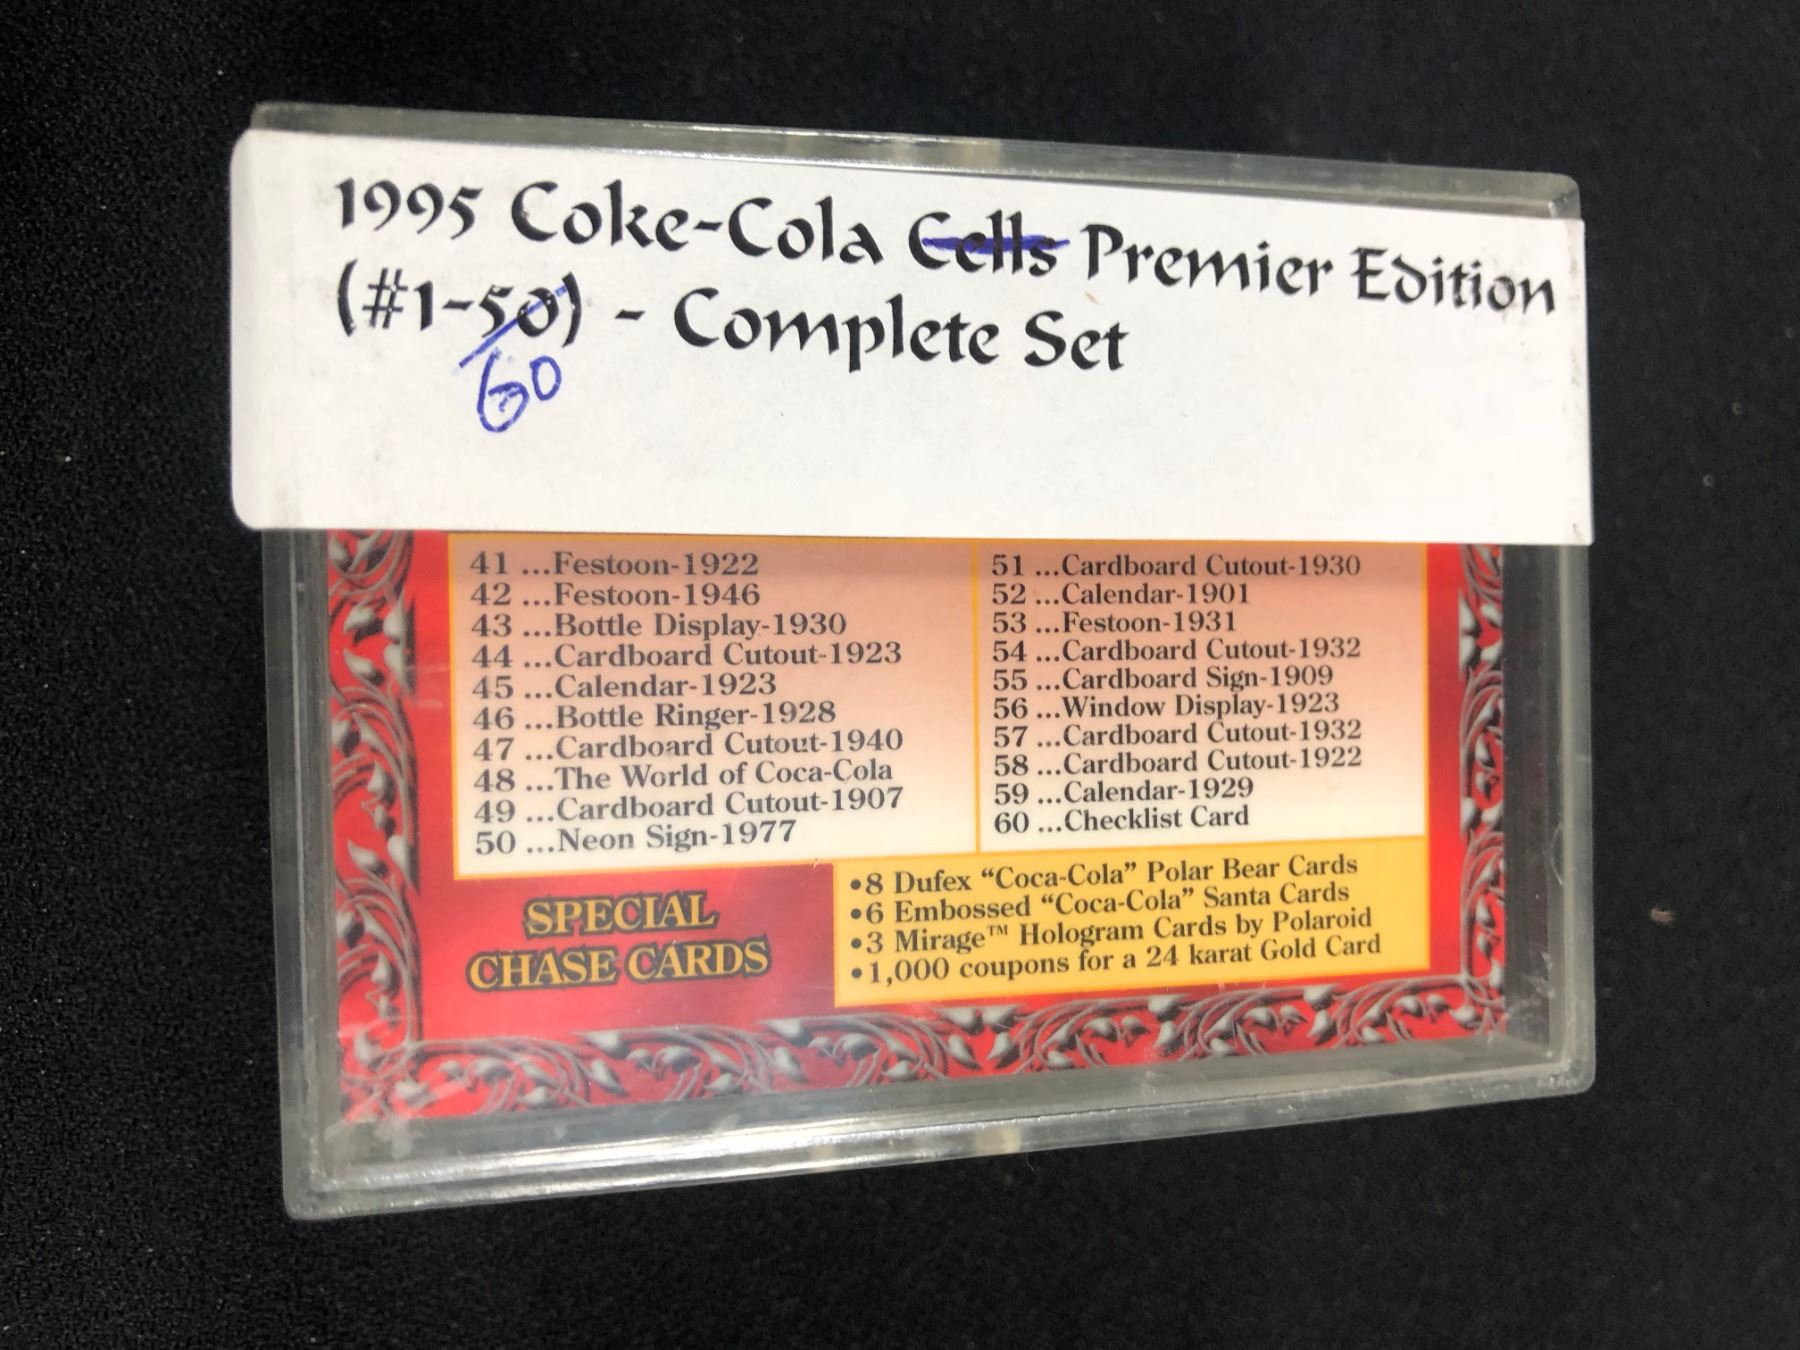 1995 Coke-Cola Cells Premier Edition
(#1-50) - Complete Set
60
41 ...Festoon-1922
42 ...Festoon-1946
43 ...Bottle Display-1930
44 ...Cardboard Cutout-1923
45 ...Calendar-1923
46 ...Bottle Ringer-1928
47 ...Cardboard Cutout-1940
48 ...The World of Coca-Cola
49 ...Cardboard Cutout-1907
50 ...Neon Sign-1977
51 ...Cardboard Cutout-1930
52 ...Calendar-1901
53 ...Festoon-1931
54 ...Cardboard Cutout-1932
55 ...Cardboard Sign-1909
56 ...Window Display-1923
57 ...Cardboard Cutout-1932
58 ...Cardboard Cutout-1922
59 ...Calendar-1929
60 ...Checklist Card
SPECIAL
CHASE CARDS
•8 Dufex “Coca-Cola” Polar Bear Cards
•6 Embossed “Coca-Cola” Santa Cards
•3 Mirage™ Hologram Cards by Polaroid
•1,000 coupons for a 24 karat Gold Card